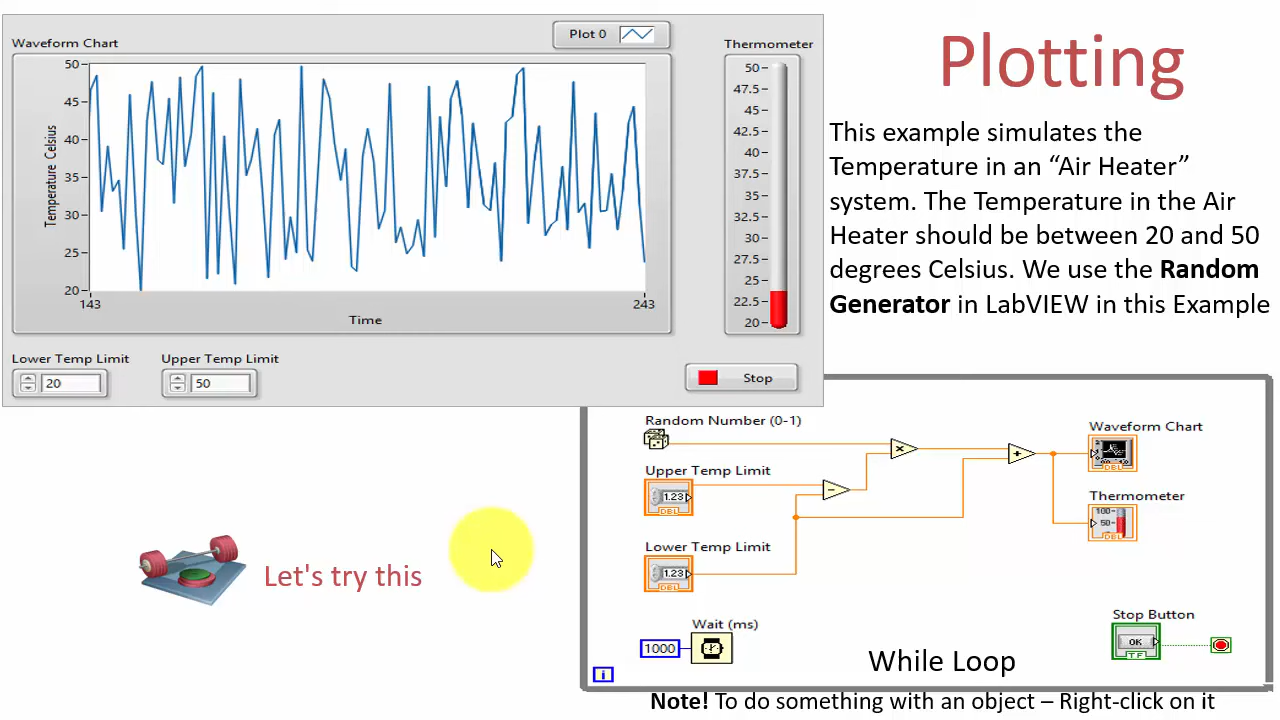 Plotting
Plot 0
Waveform Chart
Thermometer
50
45
40
35
30
25
20
Temperature Celsius
143
243
Time
50
47.5
45
42.5
40
37.5
35
32.5
30
27.5
25
22.5
20
Lower Temp Limit
Upper Temp Limit
20
50
Stop
This example simulates the
Temperature in an “Air Heater”
system. The Temperature in the Air
Heater should be between 20 and 50
degrees Celsius. We use the Random
Generator in LabVIEW in this Example
Let's try this
Random Number (0-1)
Upper Temp Limit
1.23
DBL
Lower Temp Limit
1.23
DBL
Wait (ms)
1000
i
Waveform Chart
DBL
Thermometer
100
50
DBL
Stop Button
OK
TF
While Loop
Note! To do something with an object – Right-click on it